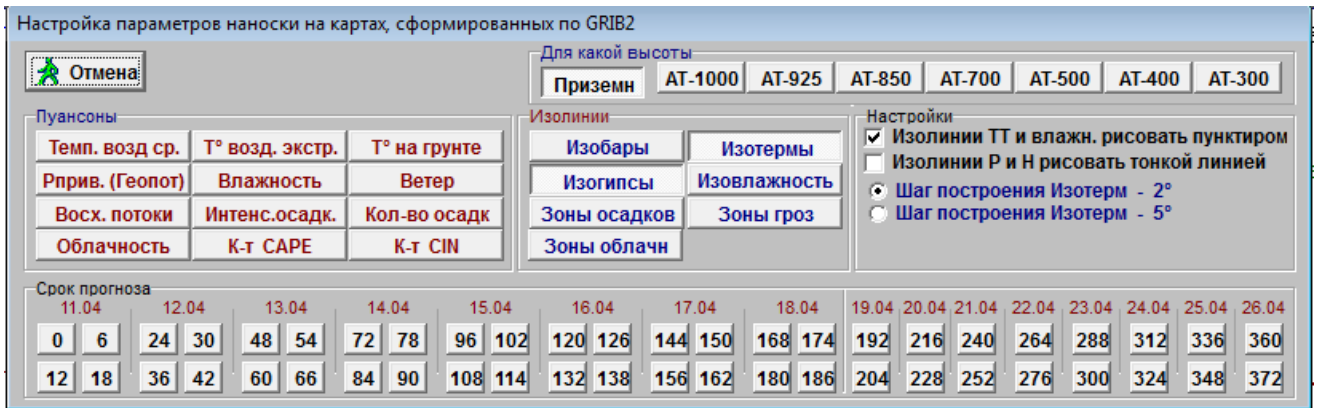 Настройка параметров наноски на картах, сформированных по GRIB2
Отмена
Для какой высоты
Приземн AT-1000 AT-925 AT-850 AT-700 AT-500 AT-400 AT-300
Пуансоны
Темп. возд ср. T° возд. экстр. T° на грунте
Pприв. (Геопот) Влажность Ветер
Восх. потоки Интенс.осадк. Кол-во осадк
Облачность К-т CAPE К-т CIN
Изолинии
Изобары Изотермы
Изогипсы Изовлажность
Зоны осадков Зоны гроз
Зоны облачн
Настройки
Изолинии ТТ и влажн. рисовать пунктиром
Изолинии Р и Н рисовать тонкой линией
Шаг построения Изотерм - 2°
Шаг построения Изотерм - 5°
Срок прогноза
11.04 12.04 13.04 14.04 15.04 16.04 17.04 18.04 19.04 20.04 21.04 22.04 23.04 24.04 25.04 26.04
0 6 24 30 48 54 72 78 96 102 120 126 144 150 168 174 192 216 240 264 288 312 336 360
12 18 36 42 60 66 84 90 108 114 132 138 156 162 180 186 204 228 252 276 300 324 348 372